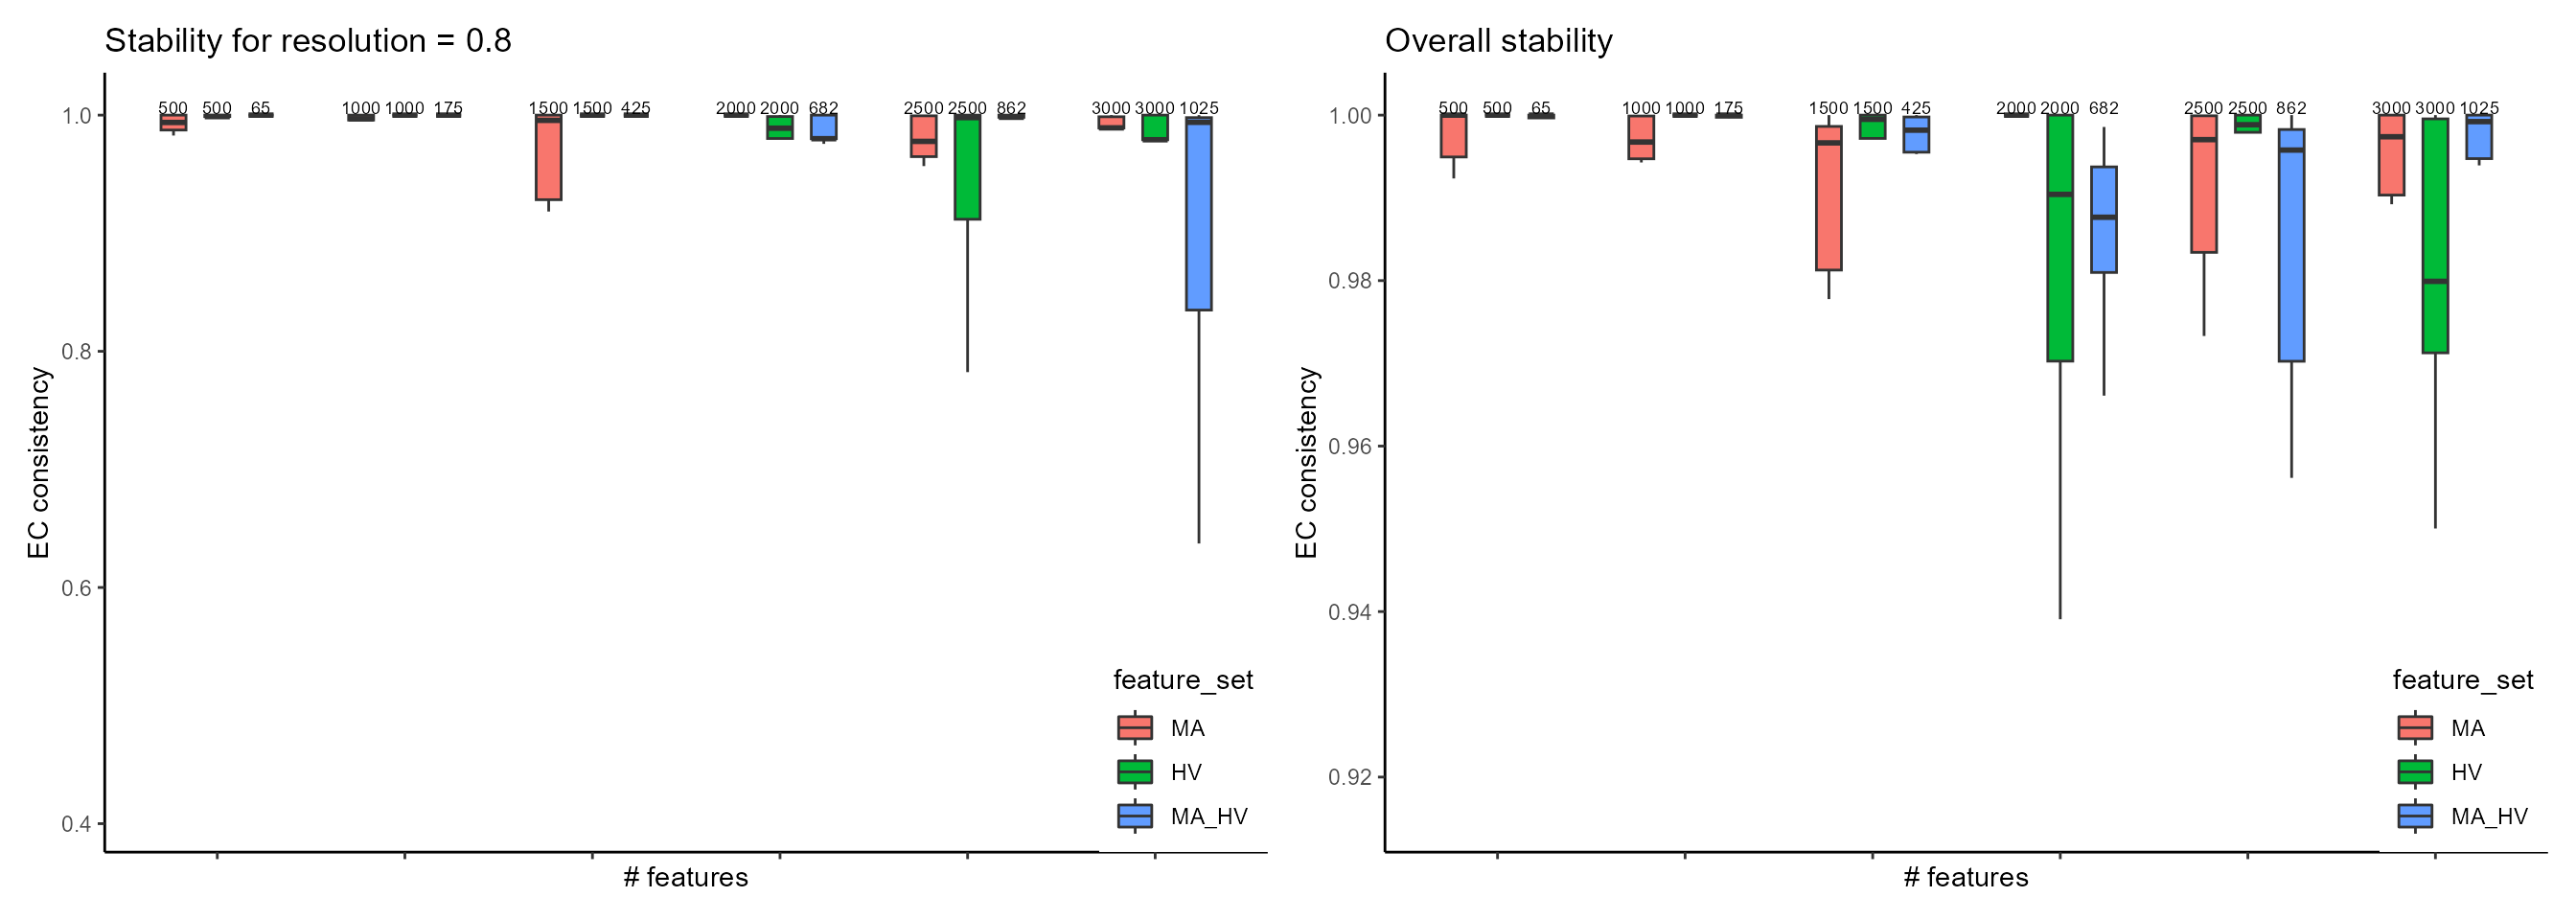 Stability for resolution = 0.8
500 500 65 1000 1000 175 1500 1500 425 2000 2000 682 2500 2500 862 3000 3000 1025
1.0
0.8
0.6
0.4
EC consistency
# features
feature_set
MA
HV
MA_HV
Overall stability
500 500 65 1000 1000 175 1500 1500 425 2000 2000 682 2500 2500 862 3000 3000 1025
1.00
0.98
0.96
0.94
0.92
EC consistency
# features
feature_set
MA
HV
MA_HV